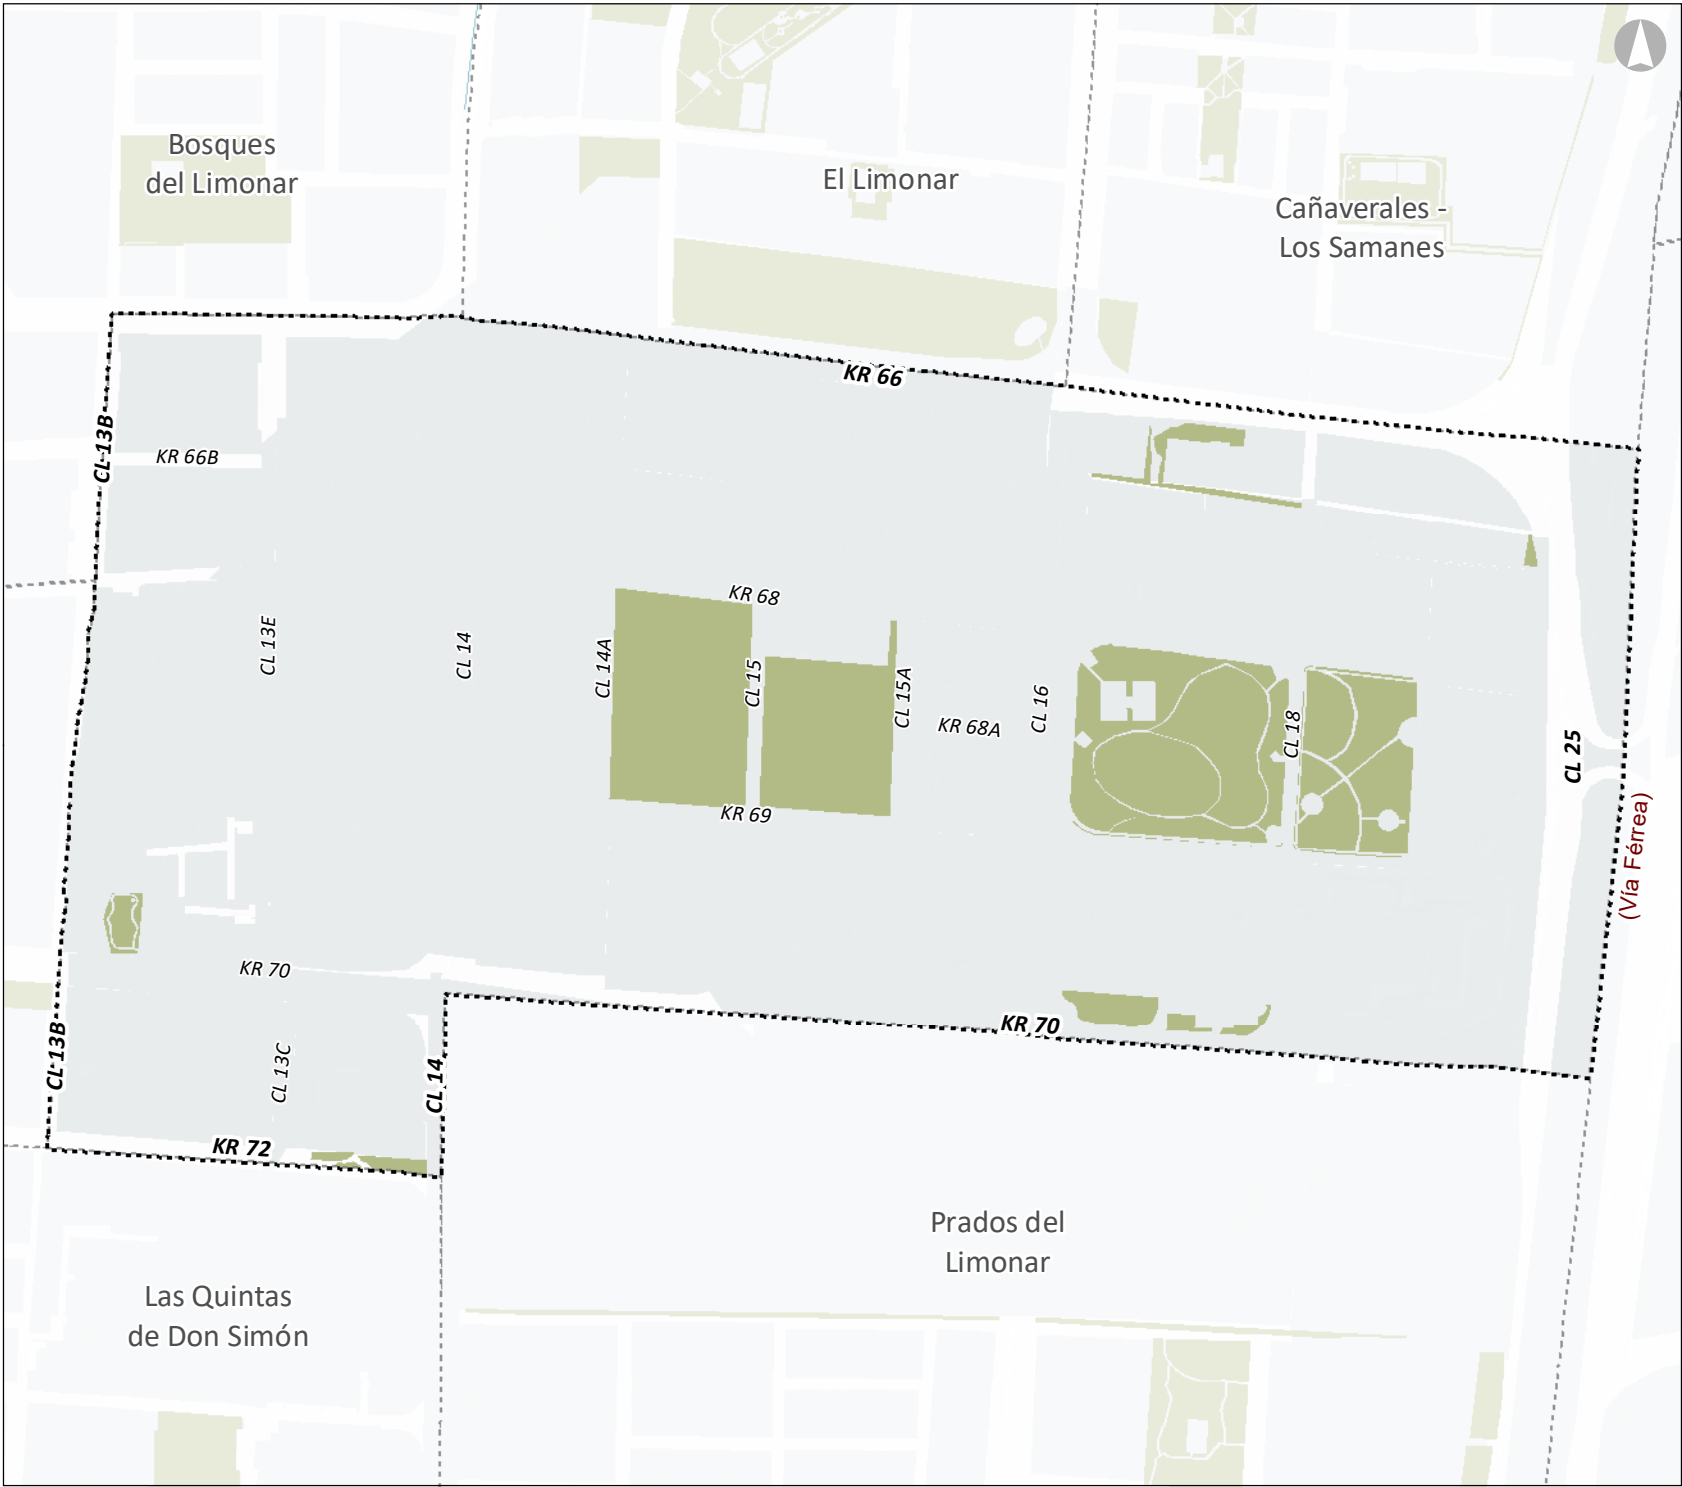 Bosques
del Limonar
El Limonar
Cañaverales -
Los Samanes
KR 66
CL 13B
KR 66B
KR 68
CL 13E
CL 14
CL 14A
CL 15
CL 15A
KR 68A
CL 16
CL 18
CL 25
(Vía Férrea)
KR 69
KR 70
KR 70
CL 13B
CL 13C
CL 14
KR 72
Prados del
Limonar
Las Quintas
de Don Simón